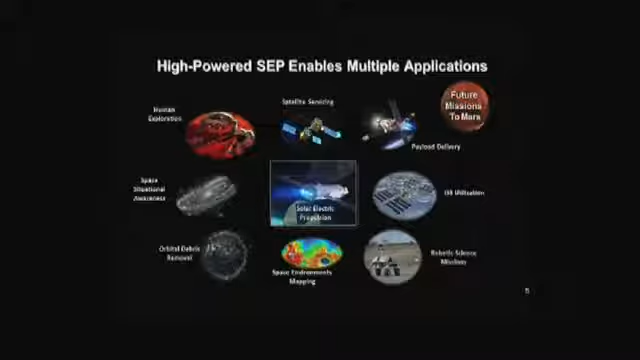 High-Powered SEP Enables Multiple Applications
Human
Exploration
Satellite Servicing
Future
Missions
To Mars
Payload Delivery
Space
Situational
Awareness
Solar Electric
Propulsion
ISS Utilization
Orbital Debris
Removal
Space Environments
Mapping
Robotic Science
Missions